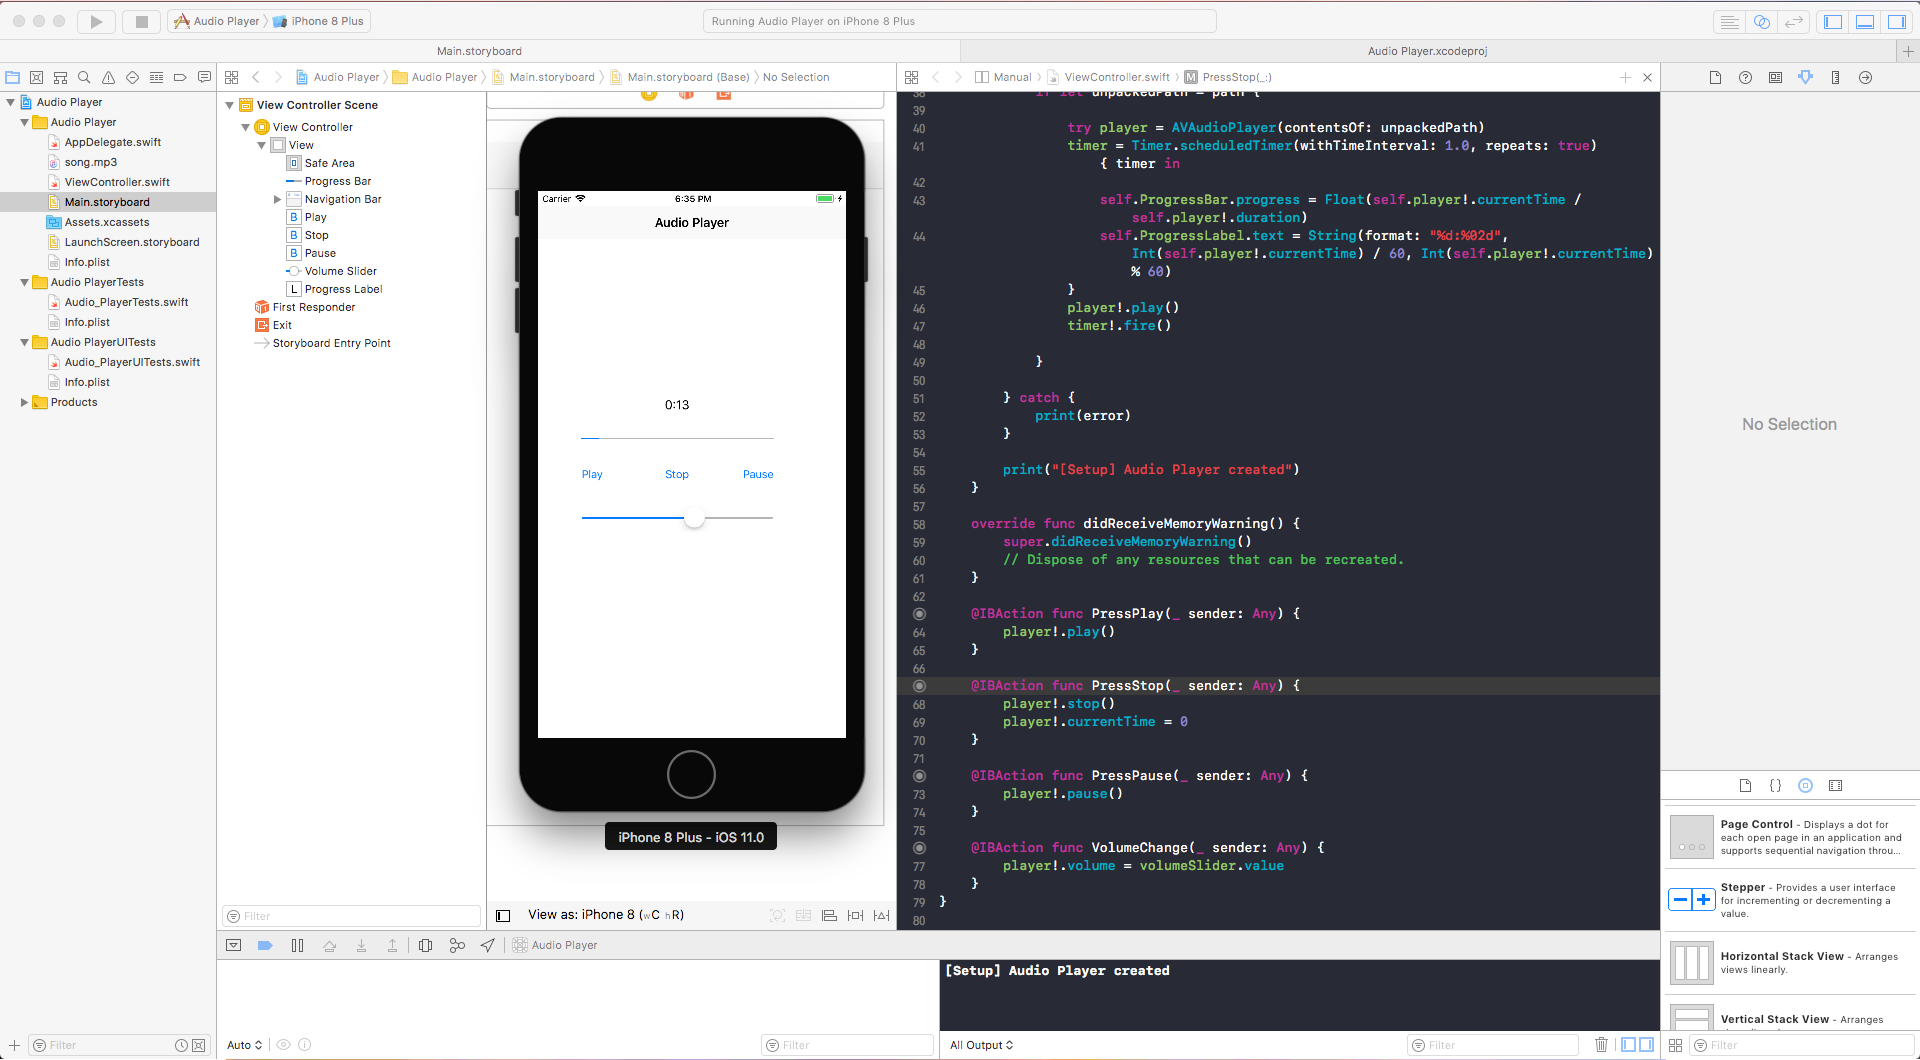 Audio Player iPhone 8 Plus
Running Audio Player on iPhone 8 Plus
Main.storyboard
Audio Player.xcodeproj
Audio Player Audio Player Main.storyboard Main.storyboard (Base) No Selection
Manual ViewController.swift M PressStop(_:)
Audio Player
Audio Player
AppDelegate.swift
song.mp3
ViewController.swift
Main.storyboard
Assets.xcassets
LaunchScreen.storyboard
Info.plist
Audio PlayerTests
Audio_PlayerTests.swift
Info.plist
Audio PlayerUITests
Audio_PlayerUITests.swift
Info.plist
Products
Filter
View Controller Scene
View Controller
View
Safe Area
Progress Bar
Navigation Bar
B Play
B Stop
B Pause
Volume Slider
L Progress Label
First Responder
Exit
Storyboard Entry Point
Filter
Carrier 6:35 PM
Audio Player
0:13
Play Stop Pause
iPhone 8 Plus - iOS 11.0
View as: iPhone 8 (wC hR)
38 if let unpackedPath = path {
39
40 try player = AVAudioPlayer(contentsOf: unpackedPath)
41 timer = Timer.scheduledTimer(withTimeInterval: 1.0, repeats: true)
{ timer in
42
43 self.ProgressBar.progress = Float(self.player!.currentTime /
self.player!.duration)
44 self.ProgressLabel.text = String(format: "%d:%02d",
Int(self.player!.currentTime) / 60, Int(self.player!.currentTime)
% 60)
45 }
46 player!.play()
47 timer!.fire()
48
49 }
50
51 } catch {
52 print(error)
53 }
54
55 print("[Setup] Audio Player created")
56 }
57
58 override func didReceiveMemoryWarning() {
59 super.didReceiveMemoryWarning()
60 // Dispose of any resources that can be recreated.
61 }
62
@IBAction func PressPlay(_ sender: Any) {
64 player!.play()
65 }
66
@IBAction func PressStop(_ sender: Any) {
68 player!.stop()
69 player!.currentTime = 0
70 }
71
@IBAction func PressPause(_ sender: Any) {
73 player!.pause()
74 }
75
@IBAction func VolumeChange(_ sender: Any) {
77 player!.volume = volumeSlider.value
78 }
79 }
80
No Selection
Page Control - Displays a dot for
each open page in an application and
supports sequential navigation throu...
Stepper - Provides a user interface
for incrementing or decrementing a
value.
Horizontal Stack View - Arranges
views linearly.
Vertical Stack View - Arranges
Filter
Audio Player
Auto
Filter
[Setup] Audio Player created
All Output
Filter